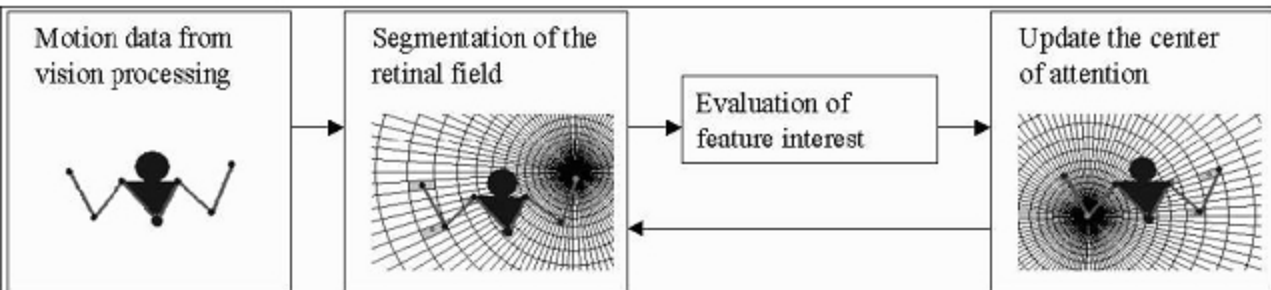 Motion data from
vision processing
Segmentation of the
retinal field
Evaluation of
feature interest
Update the center
of attention